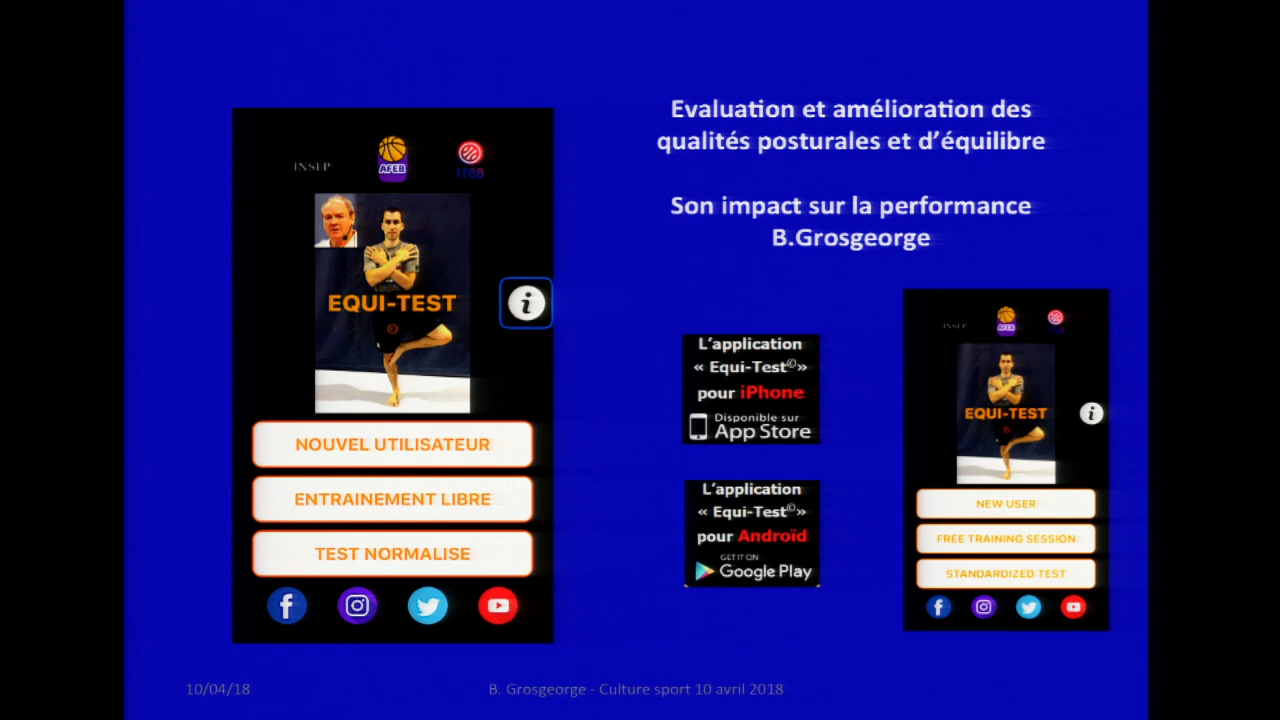 Evaluation et amélioration des
qualités posturales et d'équilibre
Son impact sur la performance
B.Grosgeorge
INSEP
AFEB
FFBB
EQUI-TEST
i
NOUVEL UTILISATEUR
ENTRAINEMENT LIBRE
TEST NORMALISE
L'application
« Equi-Test©»
pour iPhone
Disponible sur
App Store
L'application
« Equi-Test©»
pour Androïd
GET IT ON
Google Play
INSEP
AFEB
EQUI-TEST
i
NEW USER
FREE TRAINING SESSION
STANDARDIZED TEST
10/04/18
B. Grosgeorge - Culture sport 10 avril 2018